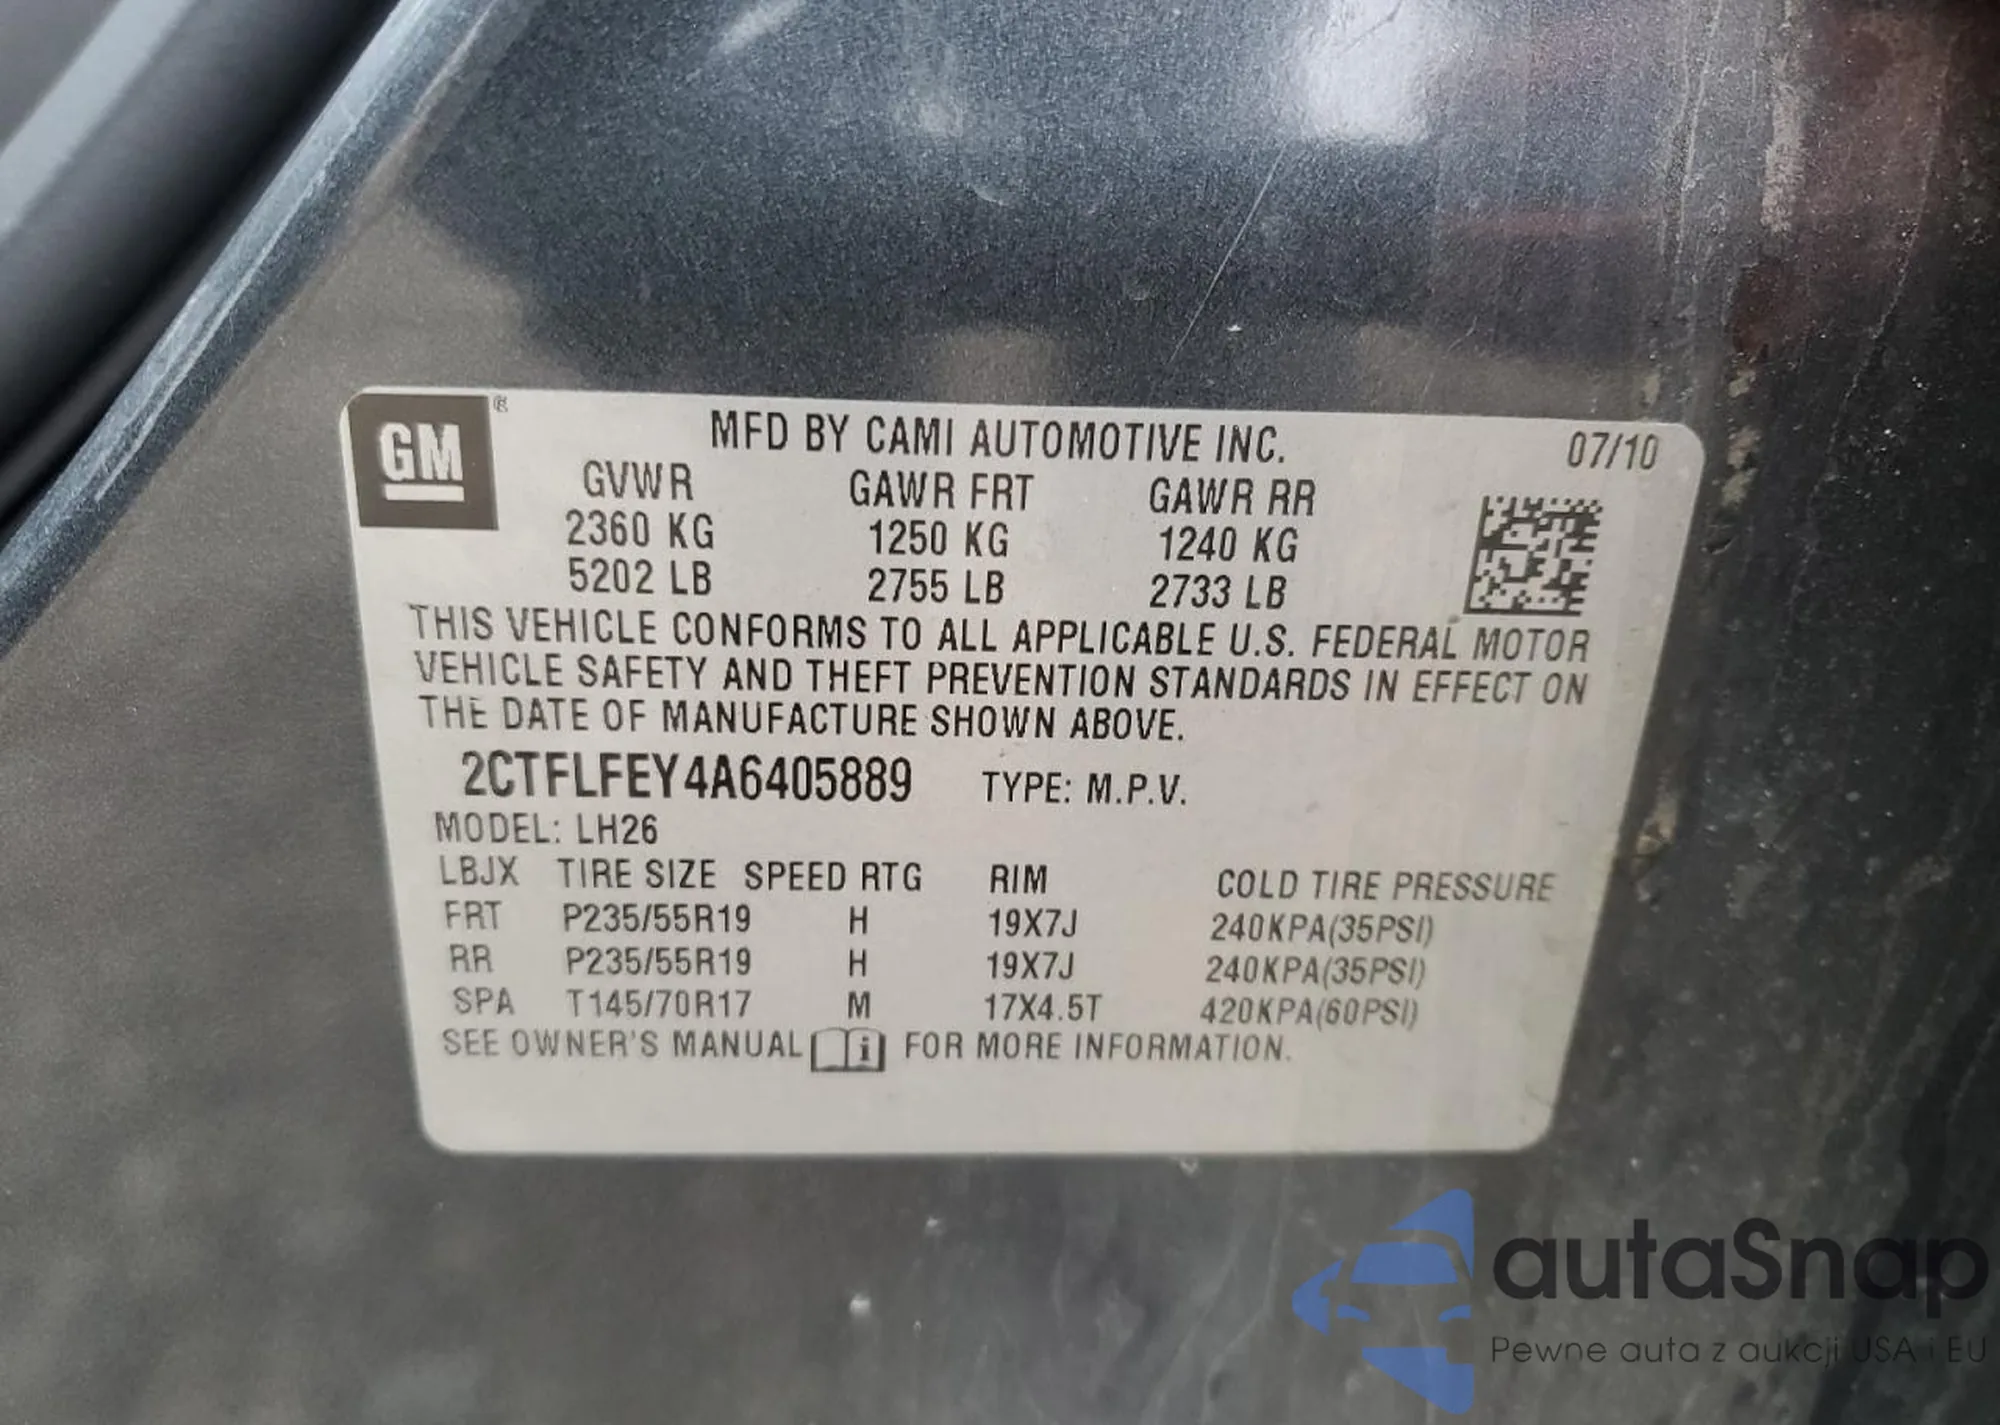 GM ®
MFD BY CAMI AUTOMOTIVE INC. 07/10
GVWR GAWR FRT GAWR RR
2360 KG 1250 KG 1240 KG
5202 LB 2755 LB 2733 LB
THIS VEHICLE CONFORMS TO ALL APPLICABLE U.S. FEDERAL MOTOR
VEHICLE SAFETY AND THEFT PREVENTION STANDARDS IN EFFECT ON
THE DATE OF MANUFACTURE SHOWN ABOVE.
2CTFLFEY4A6405889 TYPE: M.P.V.
MODEL: LH26
LBJX TIRE SIZE SPEED RTG RIM COLD TIRE PRESSURE
FRT P235/55R19 H 19X7J 240KPA(35PSI)
RR P235/55R19 H 19X7J 240KPA(35PSI)
SPA T145/70R17 M 17X4.5T 420KPA(60PSI)
SEE OWNER'S MANUAL i FOR MORE INFORMATION.
autaSnap
Pewne auta z aukcji USA i EU